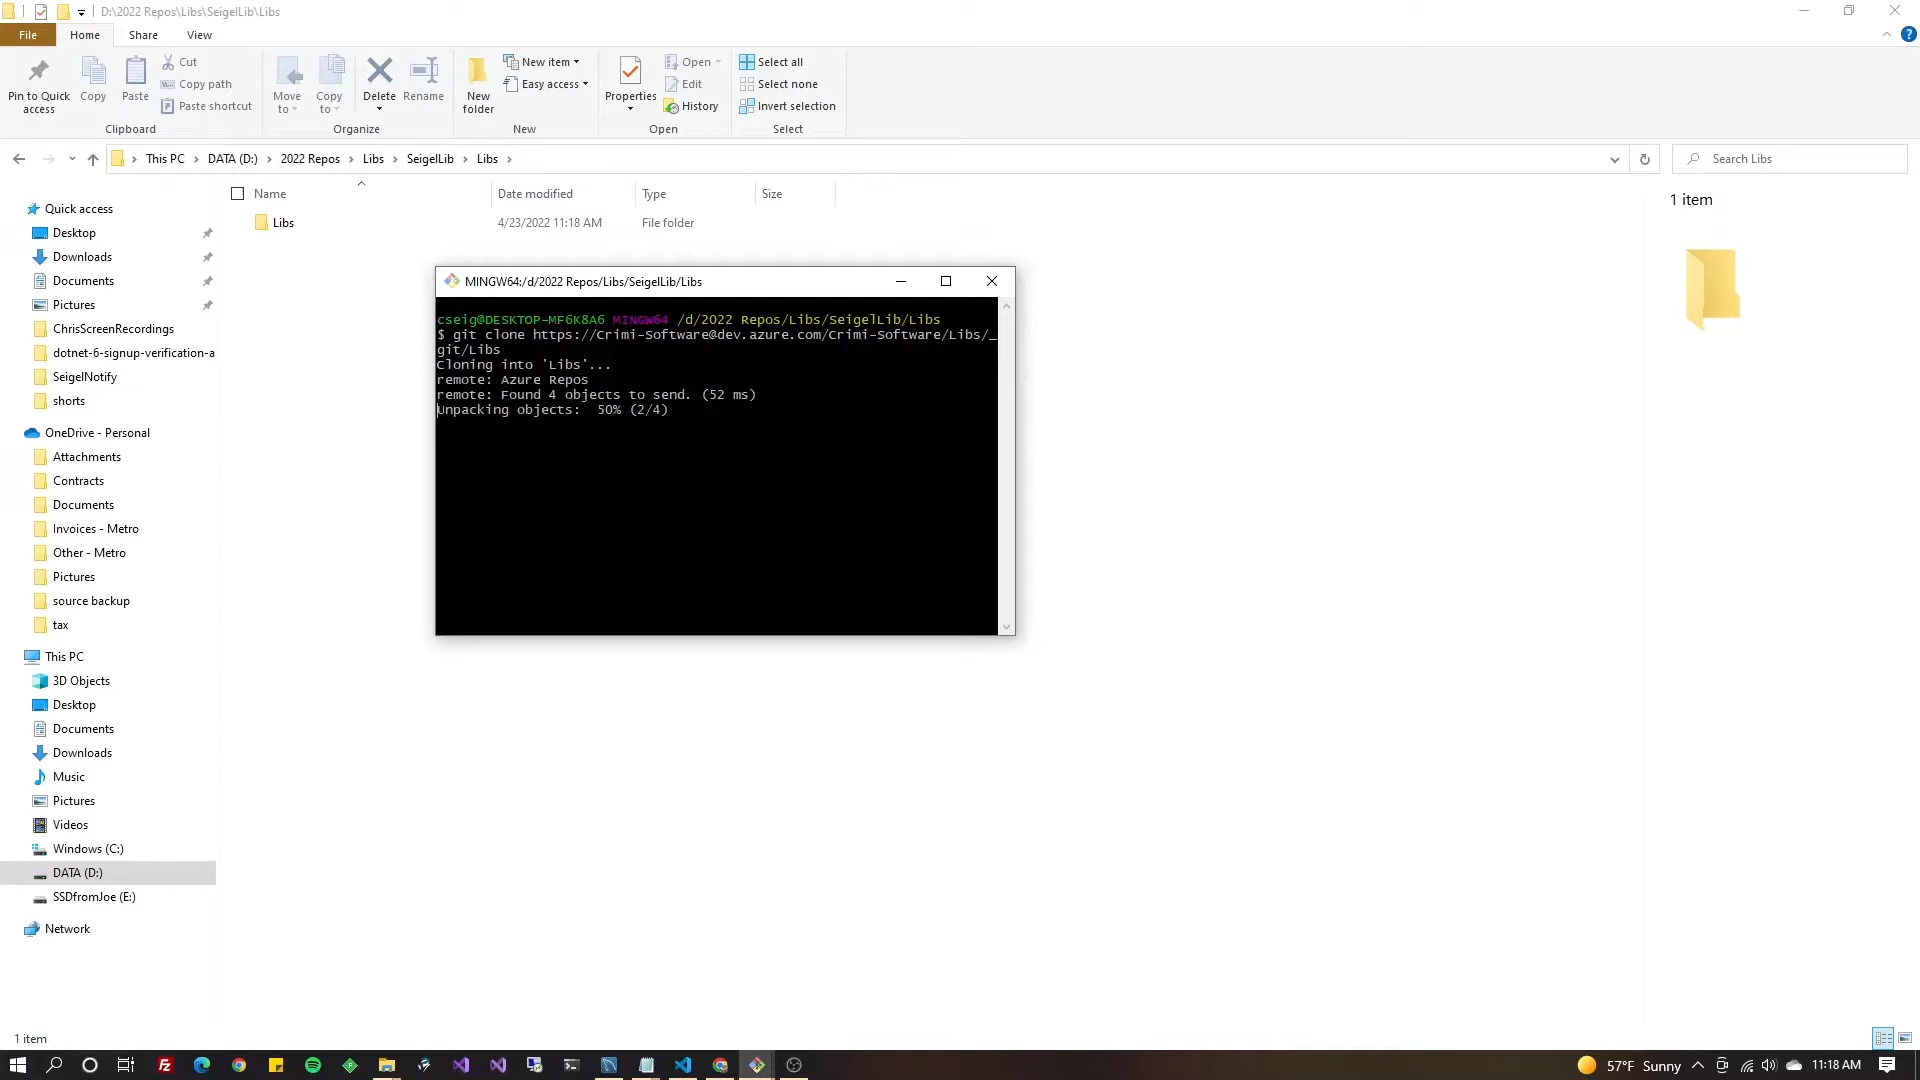 D:\2022 Repos\Libs\SeigelLib\Libs
File
Home
Share
View
Pin to Quick access
Copy
Paste
Cut
Copy path
Paste shortcut
Clipboard
Move to
Copy to
Delete
Rename
Organize
New folder
New item
Easy access
New
Properties
Open
Edit
History
Open
Select all
Select none
Invert selection
Select
This PC
DATA (D:)
2022 Repos
Libs
SeigelLib
Libs
Search Libs
Name
Date modified
Type
Size
Libs
4/23/2022 11:18 AM
File folder
1 item
Quick access
Desktop
Downloads
Documents
Pictures
ChrisScreenRecordings
dotnet-6-signup-verification-a
SeigelNotify
shorts
OneDrive - Personal
Attachments
Contracts
Documents
Invoices - Metro
Other - Metro
Pictures
source backup
tax
This PC
3D Objects
Desktop
Documents
Downloads
Music
Pictures
Videos
Windows (C:)
DATA (D:)
SSDfromJoe (E:)
Network
MINGW64:/d/2022 Repos/Libs/SeigelLib/Libs
cseig@DESKTOP-MF6K8A6 MINGW64 /d/2022 Repos/Libs/SeigelLib/Libs
$ git clone https://Crimi-Software@dev.azure.com/Crimi-Software/Libs/_
git/Libs
Cloning into 'Libs'...
remote: Azure Repos
remote: Found 4 objects to send. (52 ms)
Unpacking objects:  50% (2/4)
1 item
57°F Sunny
11:18 AM